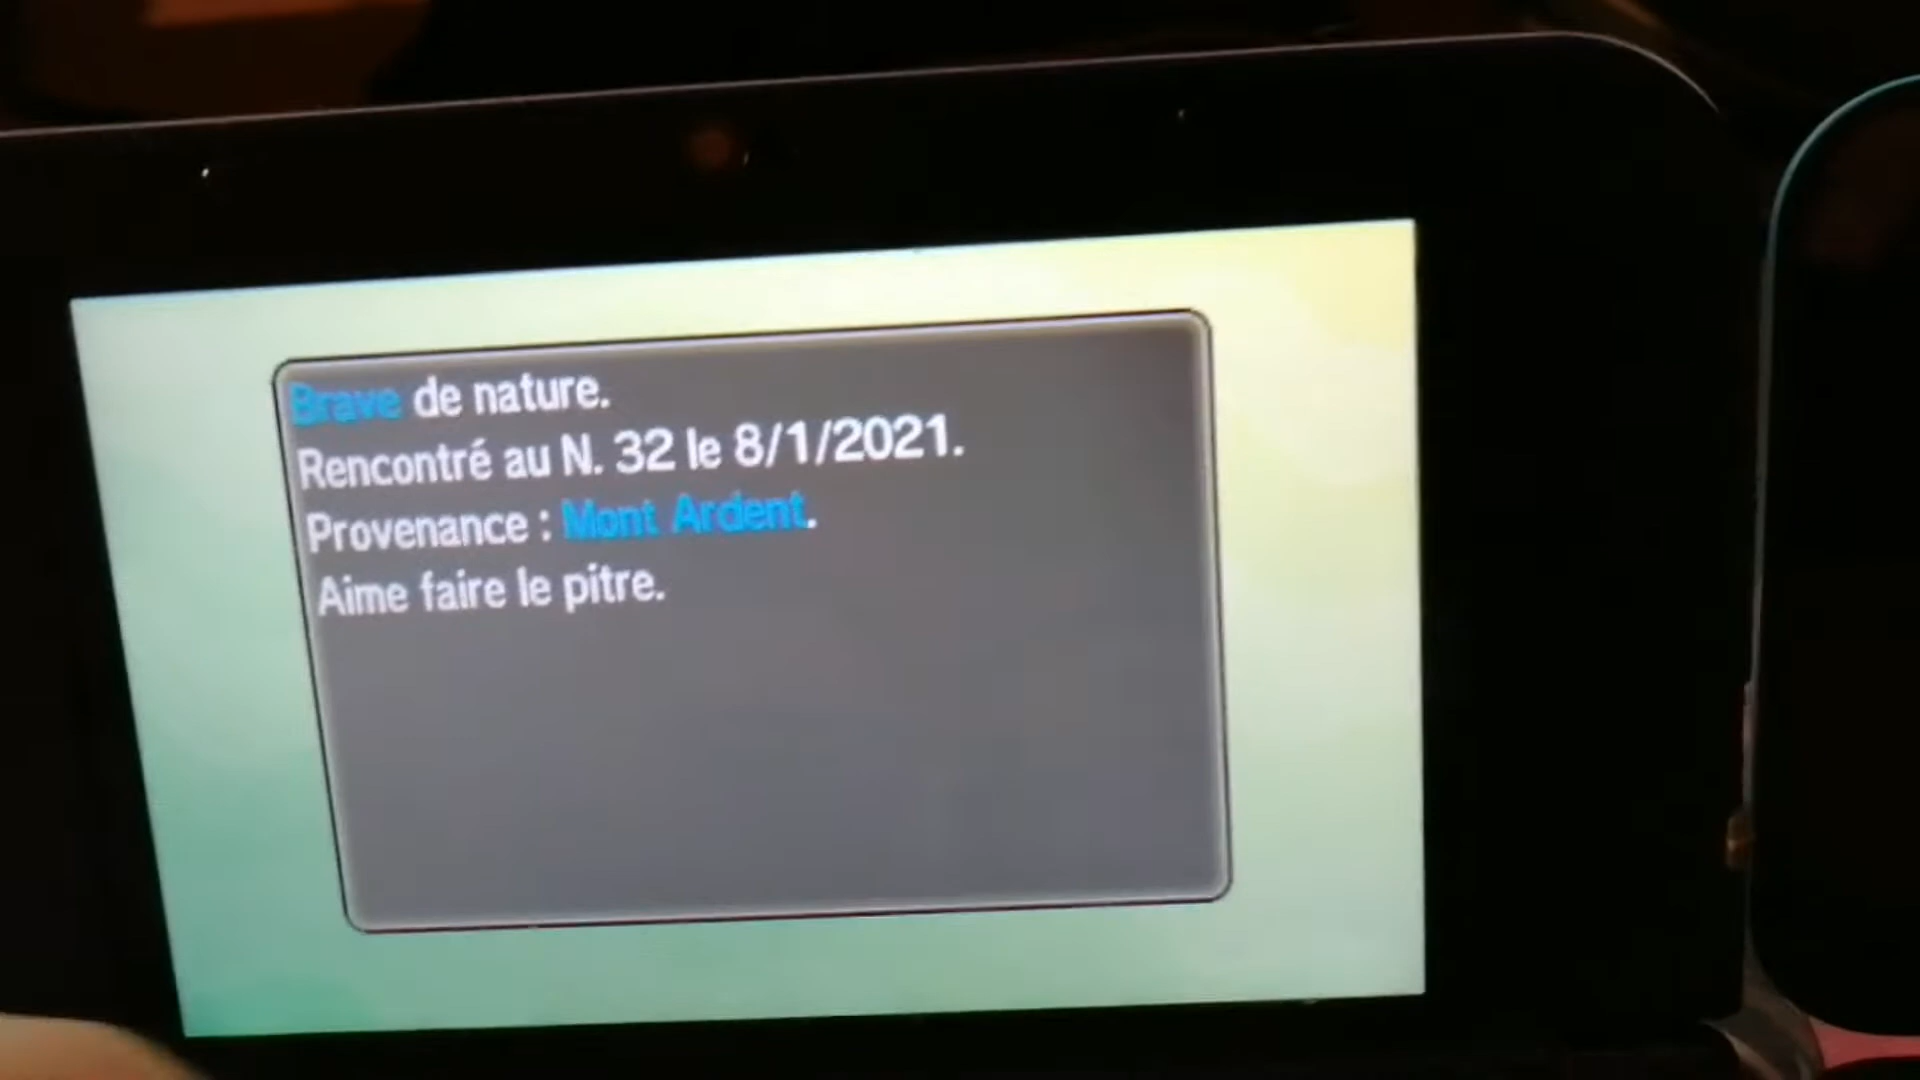 Brave de nature.
Rencontré au N. 32 le 8/1/2021.
Provenance : Mont Ardent.
Aime faire le pitre.